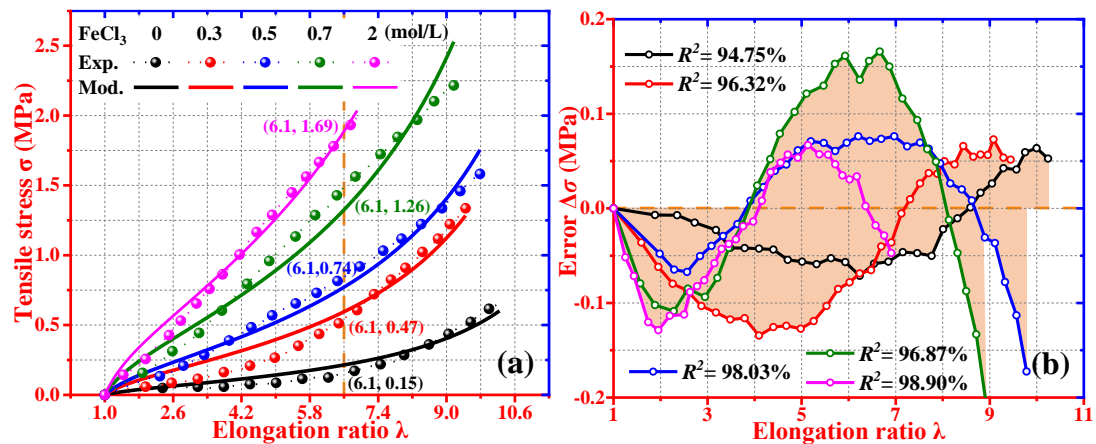 FeCl3 0 0.3 0.5 0.7 2 (mol/L)
Exp.
Mod.
(6.1, 1.69)
(6.1, 1.26)
(6.1,0.74)
(6.1, 0.47)
(6.1, 0.15)
(a)
Tensile stress σ (MPa)
2.5
2.0
1.5
1.0
0.5
0.0
1.0 2.6 4.2 5.8 7.4 9.0 10.6
Elongation ratio λ
Error Δσ (MPa)
0.2
0.1
0.0
-0.1
-0.2
R²= 94.75%
R²= 96.32%
R²= 96.87%
R²= 98.03%
R²= 98.90%
(b)
1 3 5 7 9 11
Elongation ratio λ